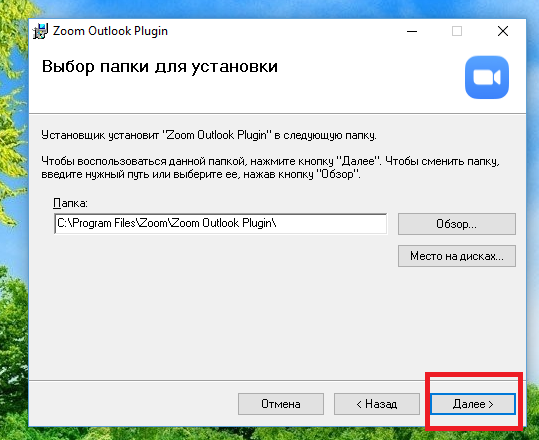 Zoom Outlook Plugin
Выбор папки для установки
Установщик установит "Zoom Outlook Plugin" в следующую папку.
Чтобы воспользоваться данной папкой, нажмите кнопку "Далее". Чтобы сменить папку,
введите нужный путь или выберите ее, нажав кнопку "Обзор".
Папка:
C:\Program Files\Zoom\Zoom Outlook Plugin\
Обзор...
Место на дисках...
Отмена
< Назад
Далее >